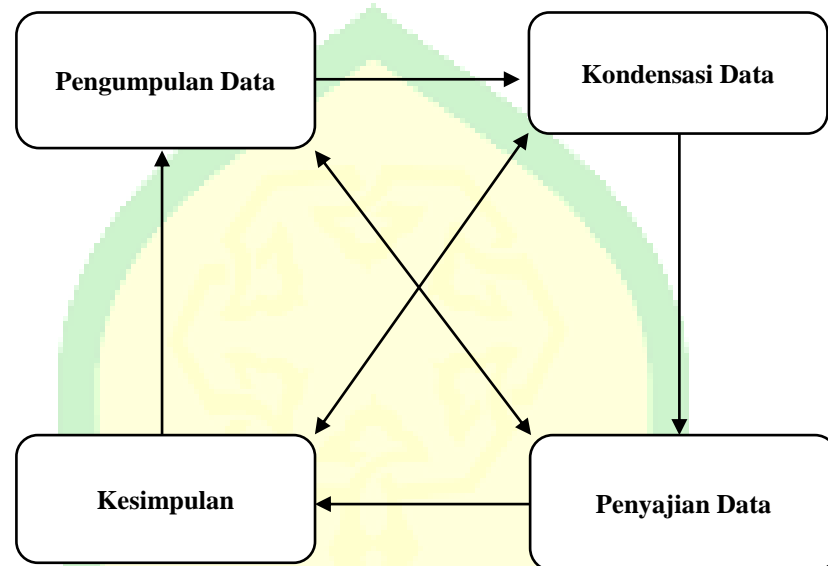 Pengumpulan Data
Kondensasi Data
Kesimpulan
Penyajian Data